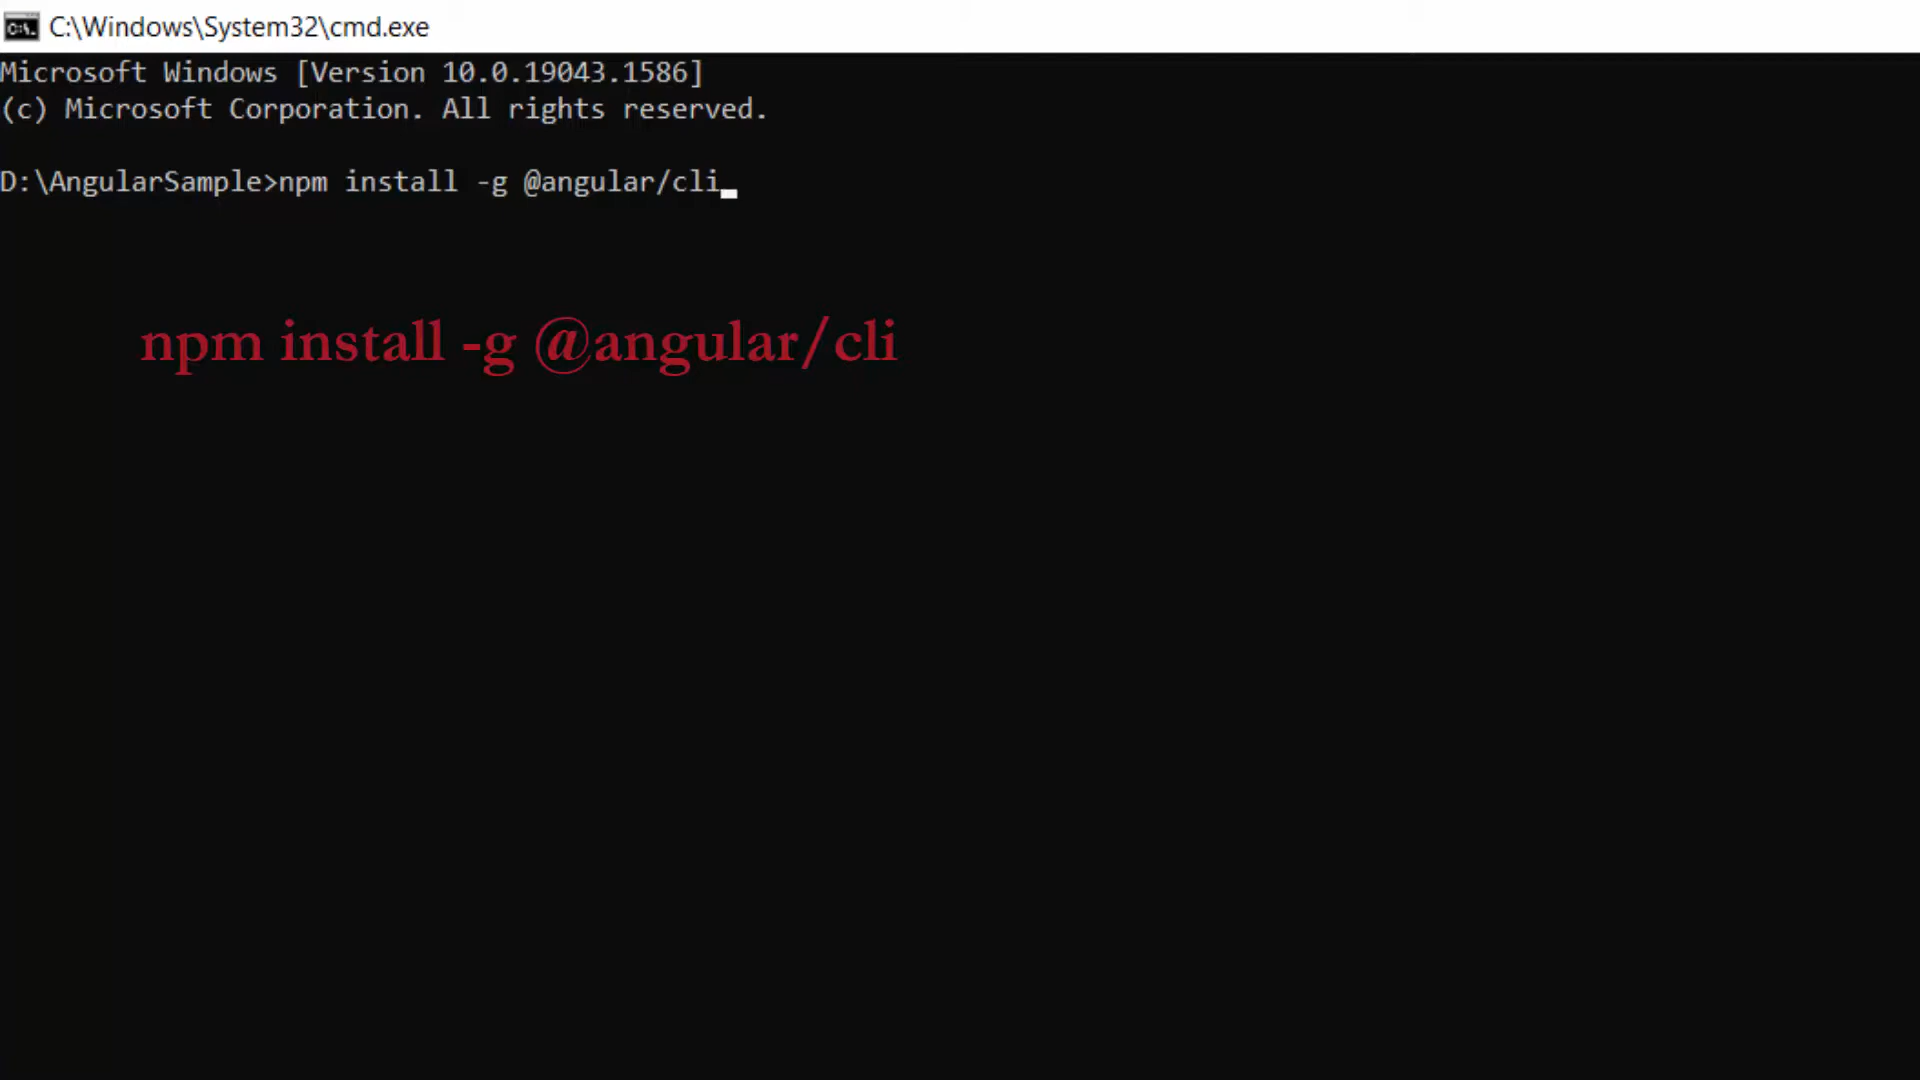 C:\Windows\System32\cmd.exe
Microsoft Windows [Version 10.0.19043.1586]
(c) Microsoft Corporation. All rights reserved.
D:\AngularSample>npm install -g @angular/cli
npm install -g @angular/cli